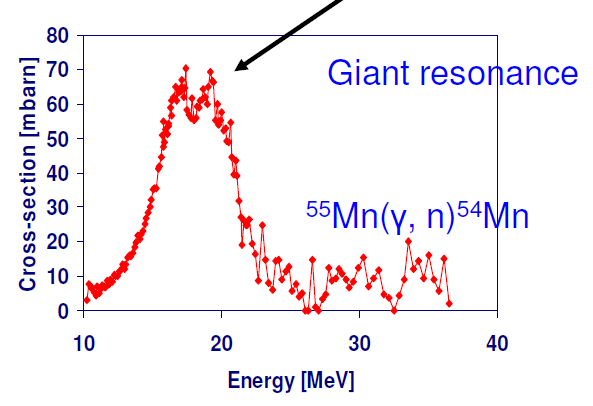 80
70
60
50
40
30
20
10
0
Cross-section [mbarn]
Giant resonance
⁵⁵Mn(γ, n)⁵⁴Mn
10 20 30 40
Energy [MeV]